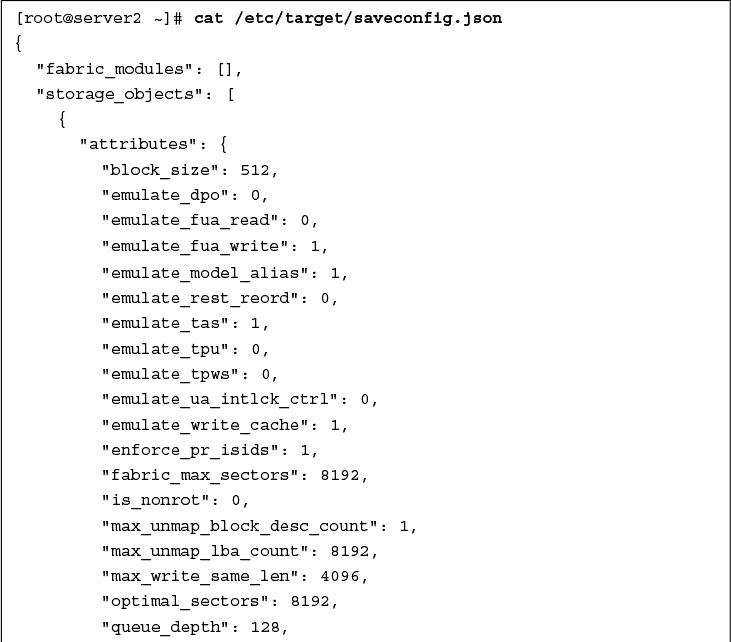 [root@server2 ~]# cat /etc/target/saveconfig.json
{
"fabric_modules": [],
"storage_objects": [
{
"attributes": {
"block_size": 512,
"emulate_dpo": 0,
"emulate_fua_read": 0,
"emulate_fua_write": 1,
"emulate_model_alias": 1,
"emulate_rest_reord": 0,
"emulate_tas": 1,
"emulate_tpu": 0,
"emulate_tpws": 0,
"emulate_ua_intlck_ctrl": 0,
"emulate_write_cache": 1,
"enforce_pr_isids": 1,
"fabric_max_sectors": 8192,
"is_nonrot": 0,
"max_unmap_block_desc_count": 1,
"max_unmap_lba_count": 8192,
"max_write_same_len": 4096,
"optimal_sectors": 8192,
"queue_depth": 128,